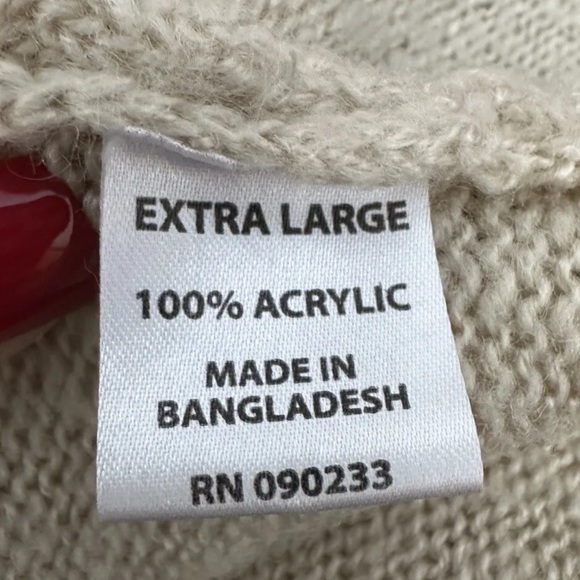 EXTRA LARGE
100% ACRYLIC
MADE IN
BANGLADESH
RN 090233